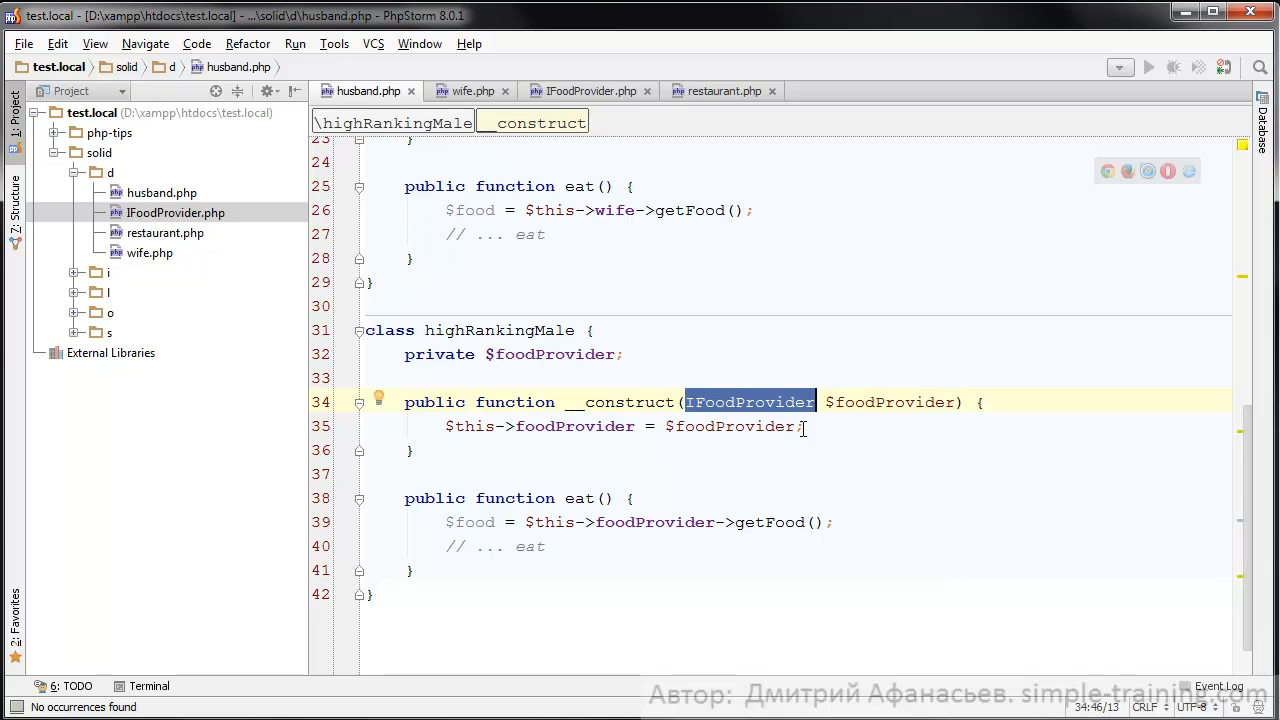 test.local - [D:\xampp\htdocs\test.local] - ...\solid\d\husband.php - PhpStorm 8.0.1
File Edit View Navigate Code Refactor Run Tools VCS Window Help
test.local solid d husband.php
Project husband.php wife.php IFoodProvider.php restaurant.php
1: Project
7: Structure
2: Favorites
test.local (D:\xampp\htdocs\test.local)
php-tips
solid
d
husband.php
IFoodProvider.php
restaurant.php
wife.php
i
l
o
s
External Libraries
\highRankingMale __construct
23 }
24
25 public function eat() {
26 $food = $this->wife->getFood();
27 // ... eat
28 }
29 }
30
31 class highRankingMale {
32 private $foodProvider;
33
34 public function __construct(IFoodProvider $foodProvider) {
35 $this->foodProvider = $foodProvider;
36 }
37
38 public function eat() {
39 $food = $this->foodProvider->getFood();
40 // ... eat
41 }
42 }
Database
6: TODO Terminal Event Log
Автор: Дмитрий Афанасьев. simple-training.com
No occurrences found 34:46/13 CRLF UTF-8